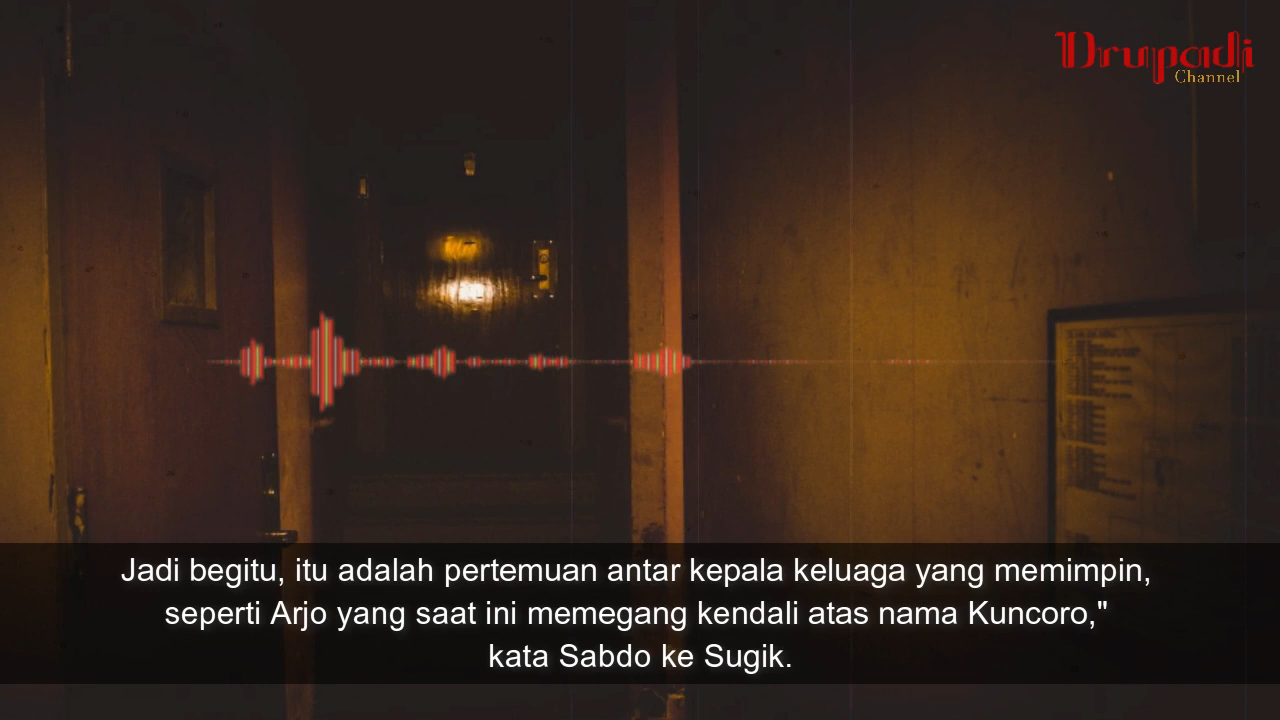 Drupadi
Channel
Jadi begitu, itu adalah pertemuan antar kepala keluaga yang memimpin,
seperti Arjo yang saat ini memegang kendali atas nama Kuncoro,"
kata Sabdo ke Sugik.